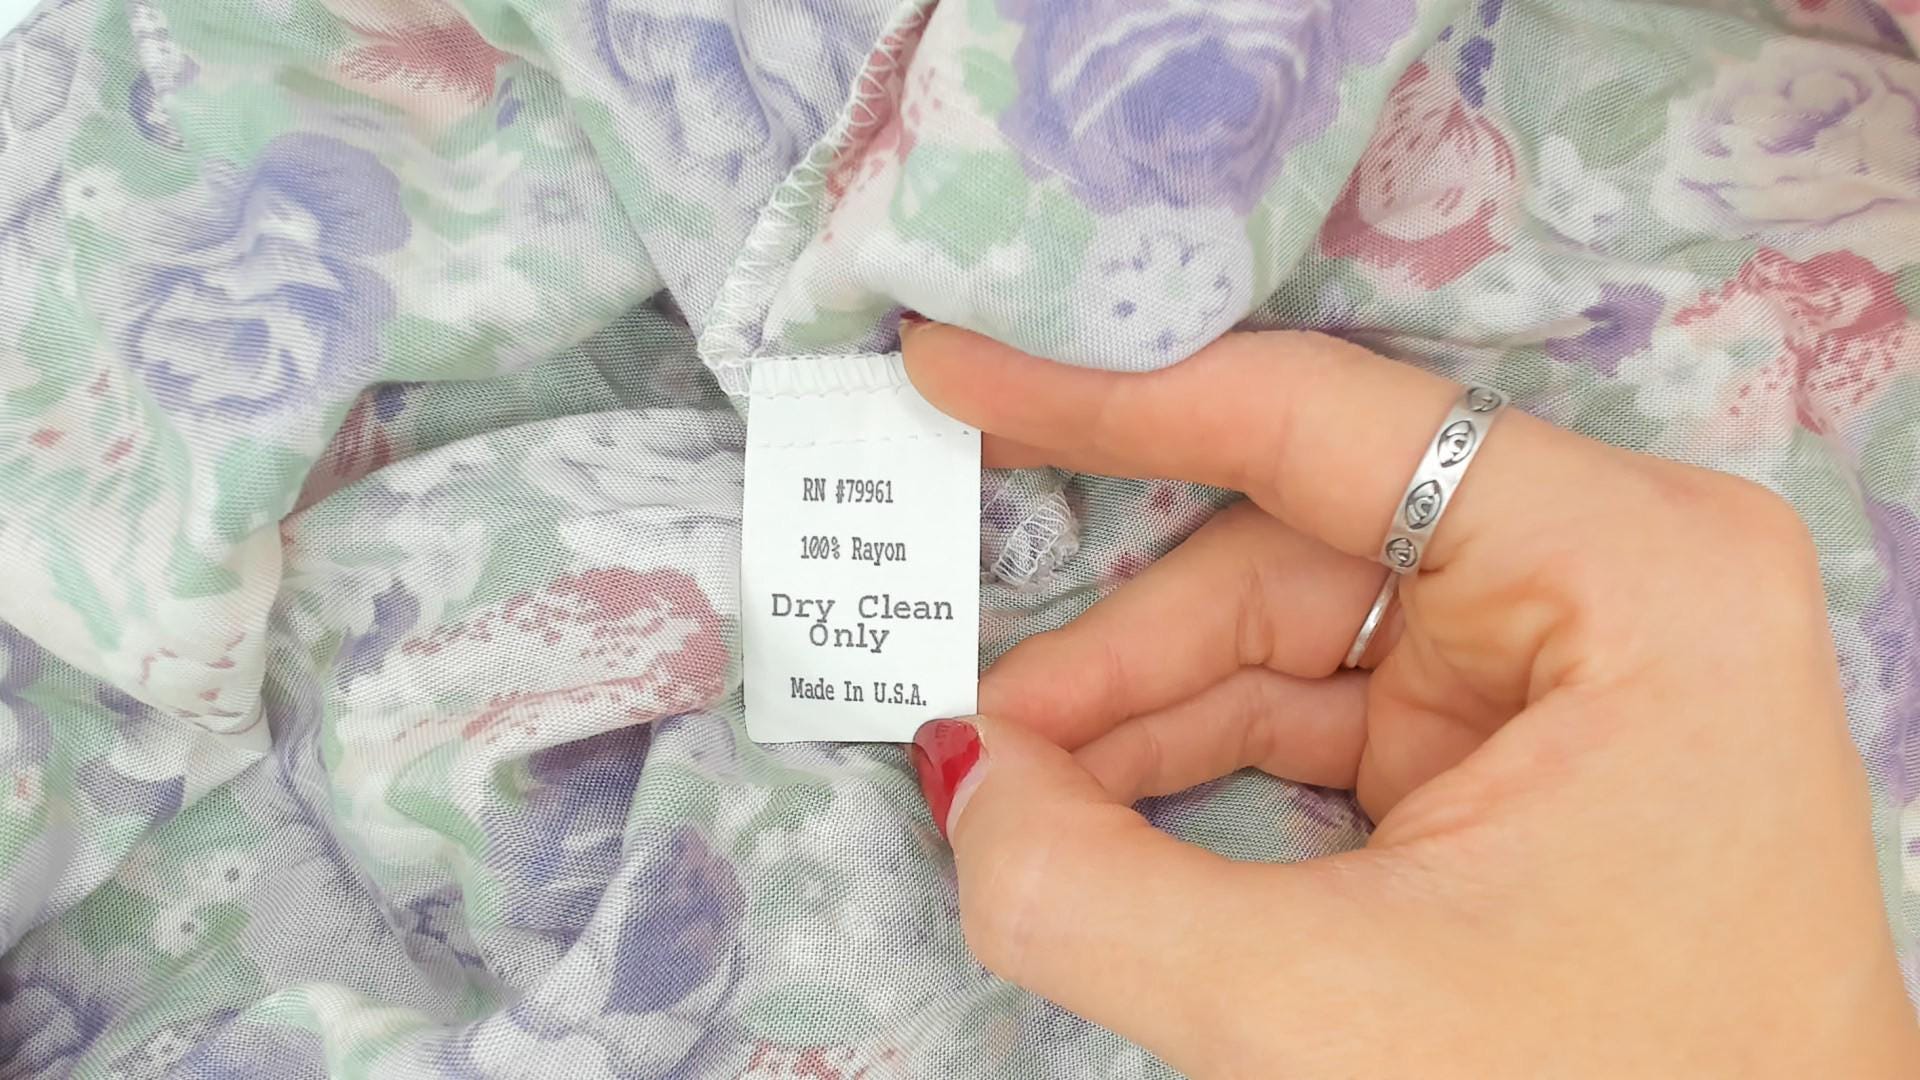 RN #79961
100% Rayon
Dry Clean
Only
Made In U.S.A.